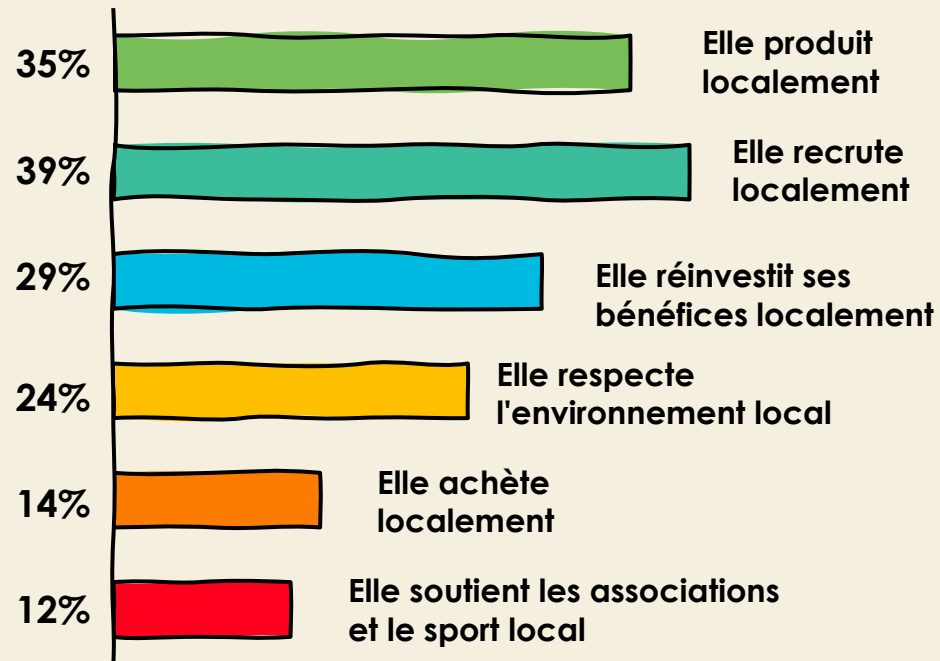 35%
Elle produit
localement
39%
Elle recrute
localement
29%
Elle réinvestit ses
bénéfices localement
24%
Elle respecte
l'environnement local
14%
Elle achète
localement
12%
Elle soutient les associations
et le sport local